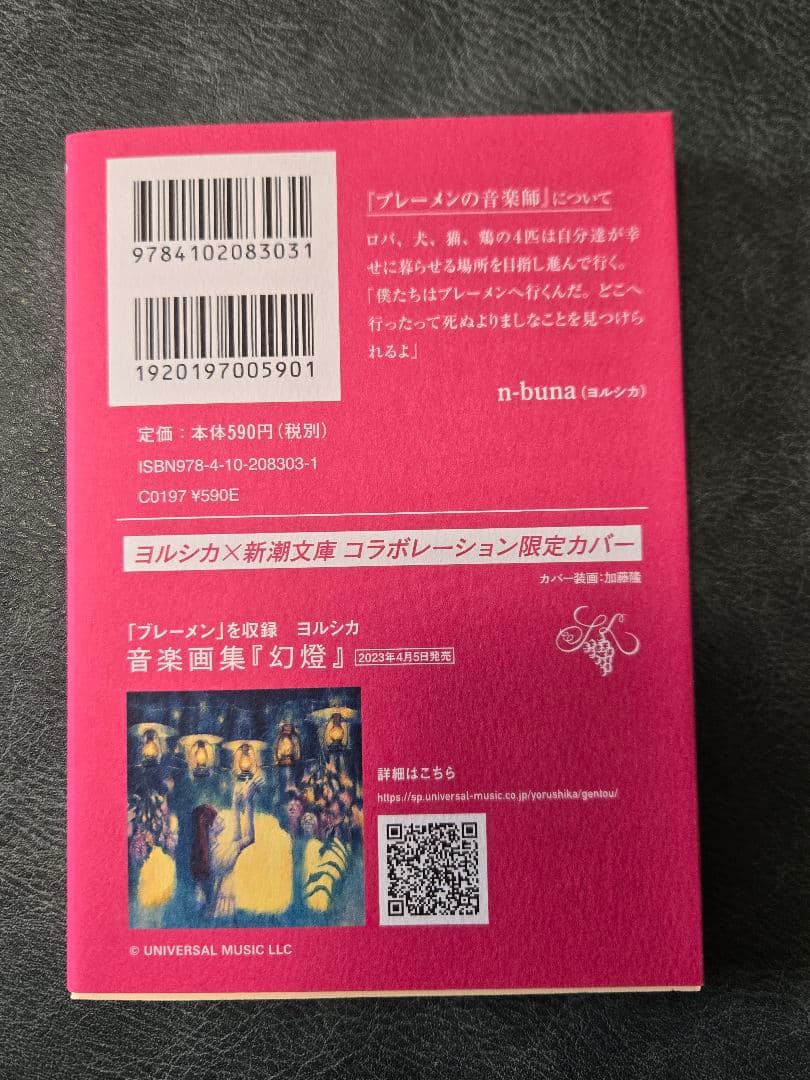 9784102083031
1920197005901
定価:本体590円(税別)
ISBN978-4-10-208303-1
C0197 ¥590E
『ブレーメンの音楽師』について
ロバ、犬、猫、鶏の4匹は自分達が幸
せに暮らせる場所を目指し進んで行く。
「僕たちはブレーメンへ行くんだ。どこへ
行ったって死ぬよりましなことを見つけら
れるよ」
n-buna(ヨルシカ)
ヨルシカ×新潮文庫 コラボレーション限定カバー
カバー装画:加藤隆
「ブレーメン」を収録 ヨルシカ
音楽画集『幻燈』 2023年4月5日発売
詳細はこちら
https://sp.universal-music.co.jp/yorushika/gentou/
© UNIVERSAL MUSIC LLC